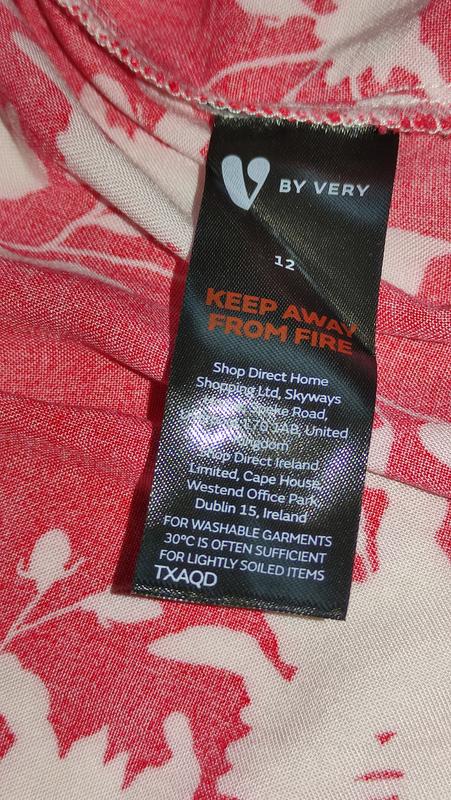 V BY VERY
12
KEEP AWAY
FROM FIRE
Shop Direct Home
Shopping Ltd, Skyways
Speke Road,
L70 1AB, United
Kingdom
Shop Direct Ireland
Limited, Cape House,
Westend Office Park,
Dublin 15, Ireland
FOR WASHABLE GARMENTS
30°C IS OFTEN SUFFICIENT
FOR LIGHTLY SOILED ITEMS
TXAQD